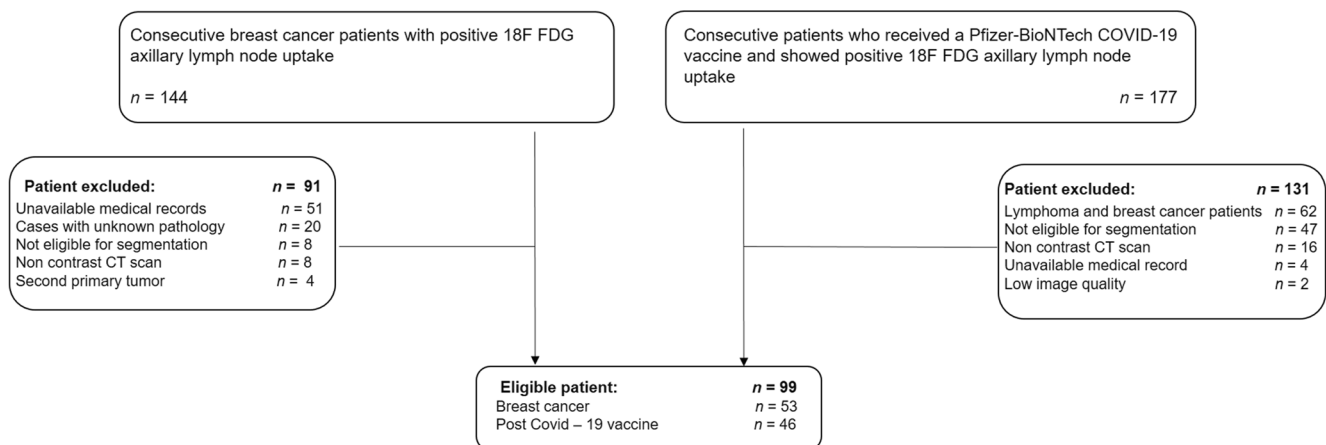 Consecutive breast cancer patients with positive 18F FDG
axillary lymph node uptake
n = 144
Consecutive patients who received a Pfizer-BioNTech COVID-19
vaccine and showed positive 18F FDG axillary lymph node
uptake
n = 177
Patient excluded: n = 91
Unavailable medical records n = 51
Cases with unknown pathology n = 20
Not eligible for segmentation n = 8
Non contrast CT scan n = 8
Second primary tumor n = 4
Patient excluded: n = 131
Lymphoma and breast cancer patients n = 62
Not eligible for segmentation n = 47
Non contrast CT scan n = 16
Unavailable medical record n = 4
Low image quality n = 2
Eligible patient: n = 99
Breast cancer n = 53
Post Covid – 19 vaccine n = 46